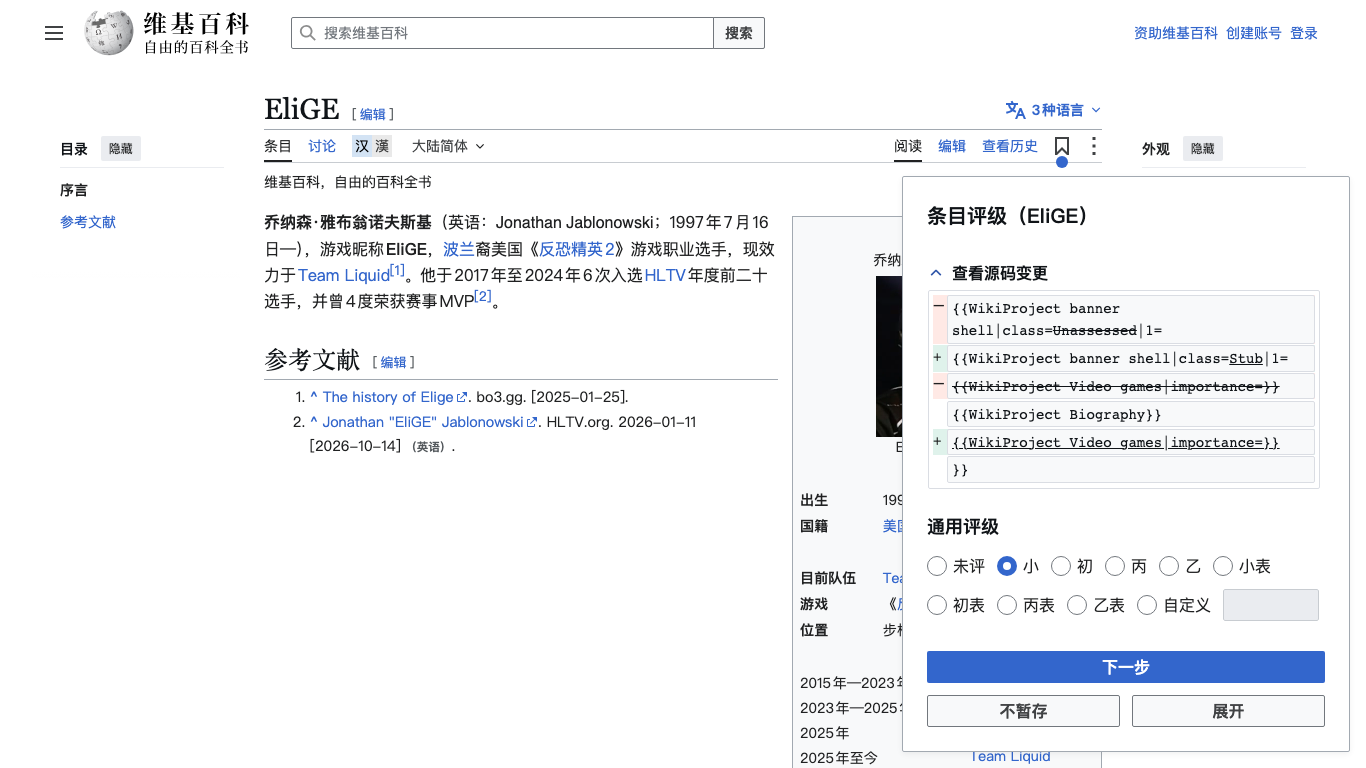 维基百科
自由的百科全书
搜索维基百科
搜索
资助维基百科 创建账号 登录
目录 隐藏
序言
参考文献
EliGE [编辑]
3种语言
条目 讨论 汉 漢 大陆简体
阅读 编辑 查看历史
外观 隐藏
维基百科，自由的百科全书
乔纳森·雅布翁诺夫斯基（英语：Jonathan Jablonowski；1997年7月16
日—），游戏昵称EliGE，波兰裔美国《反恐精英2》游戏职业选手，现效
力于Team Liquid[1]。他于2017年至2024年6次入选HLTV年度前二十
选手，并曾4度荣获赛事MVP[2]。
参考文献 [编辑]
1. ^ The history of Elige. bo3.gg. [2025-01-25].
2. ^ Jonathan "EliGE" Jablonowski. HLTV.org. 2026-01-11
[2026-10-14] （英语）.
乔纳
E
出生 199
国籍 美国
目前队伍 Tea
游戏 《反
位置 步枪
2015年—2023年
2023年—2025年
2025年
2025年至今 Team Liquid
条目评级（EliGE）
查看源码变更
− {{WikiProject banner
shell|class=Unassessed|1=
+ {{WikiProject banner shell|class=Stub|1=
− {{WikiProject Video games|importance=}}
{{WikiProject Biography}}
+ {{WikiProject Video games|importance=}}
}}
通用评级
未评 小 初 丙 乙 小表
初表 丙表 乙表 自定义
下一步
不暂存 展开